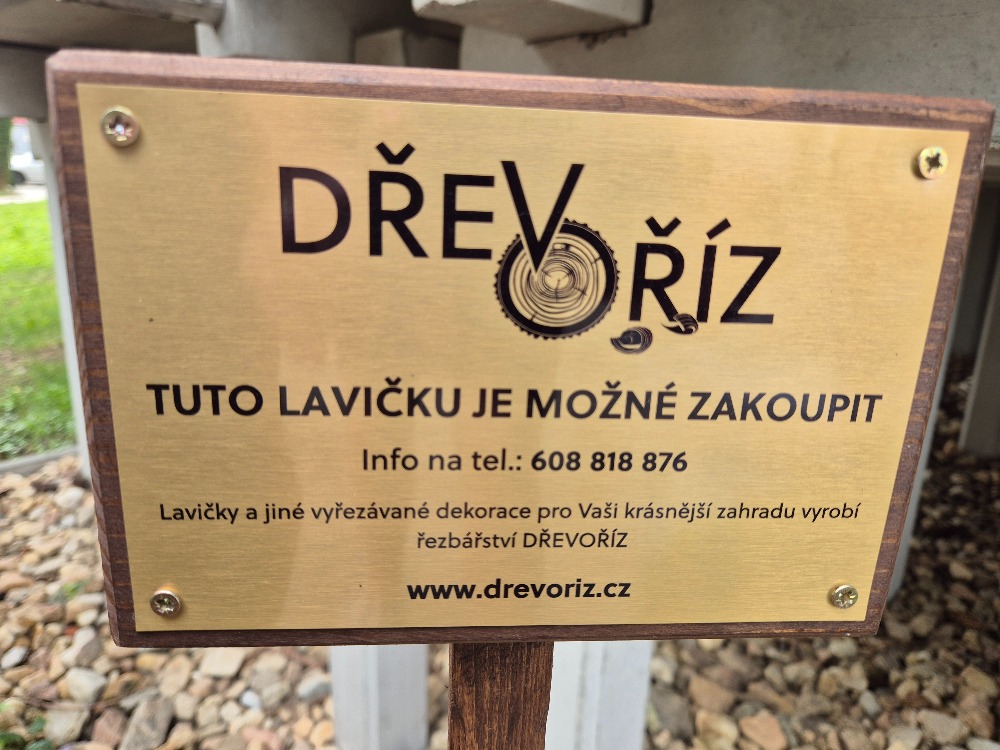 DŘEVOŘÍZ
TUTO LAVIČKU JE MOŽNÉ ZAKOUPIT
Info na tel.: 608 818 876
Lavičky a jiné vyřezávané dekorace pro Vaši krásnější zahradu vyrobí
řezbářství DŘEVOŘÍZ
www.drevoriz.cz